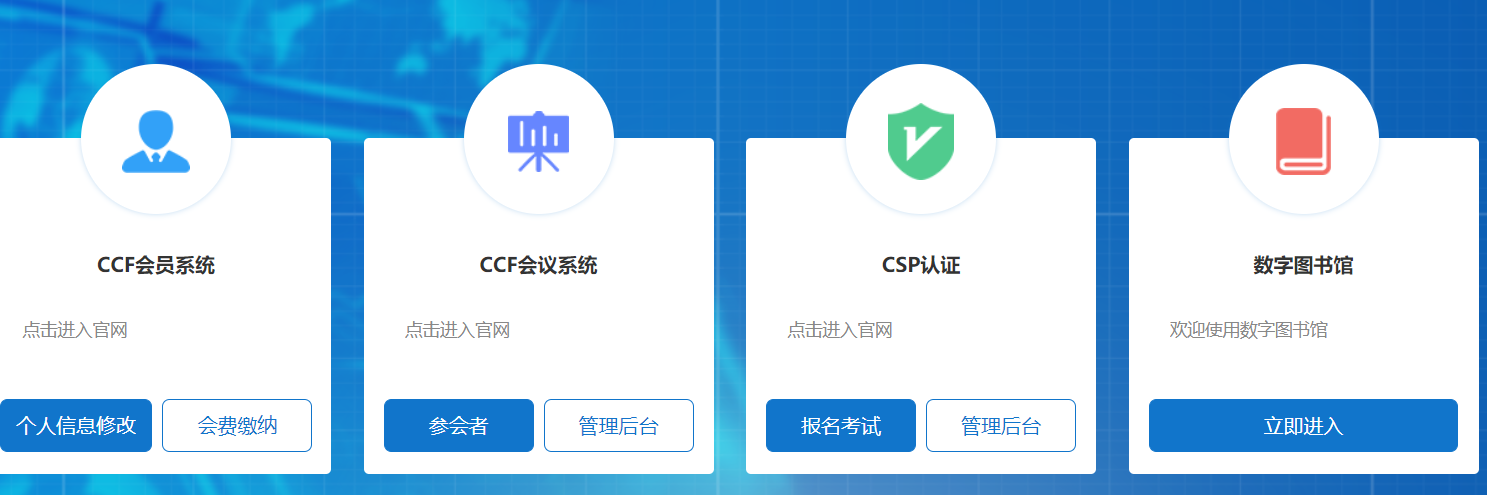 CCF会员系统
点击进入官网
个人信息修改
会费缴纳
CCF会议系统
点击进入官网
参会者
管理后台
CSP认证
点击进入官网
报名考试
管理后台
数字图书馆
欢迎使用数字图书馆
立即进入